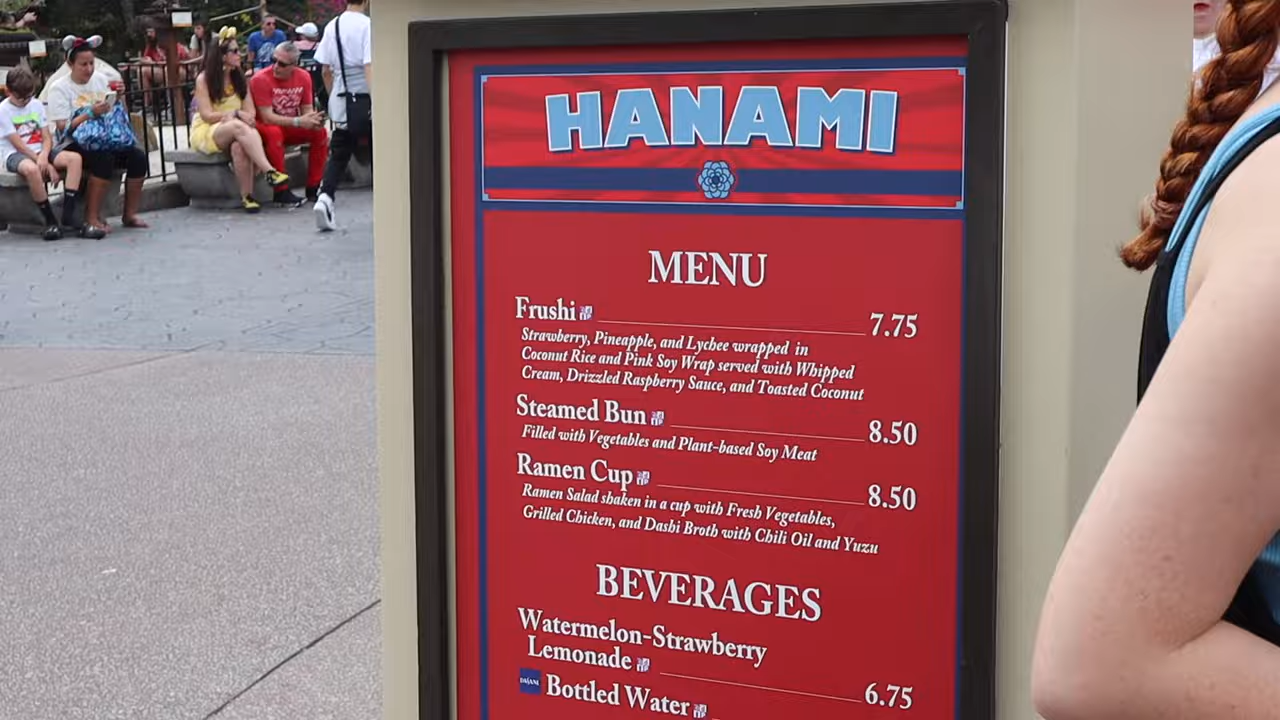 HANAMI
MENU
Frushi 7.75
Strawberry, Pineapple, and Lychee wrapped in
Coconut Rice and Pink Soy Wrap served with Whipped
Cream, Drizzled Raspberry Sauce, and Toasted Coconut
Steamed Bun 8.50
Filled with Vegetables and Plant-based Soy Meat
Ramen Cup 8.50
Ramen Salad shaken in a cup with Fresh Vegetables,
Grilled Chicken, and Dashi Broth with Chili Oil and Yuzu
BEVERAGES
Watermelon-Strawberry
Lemonade 6.75
DASANI Bottled Water